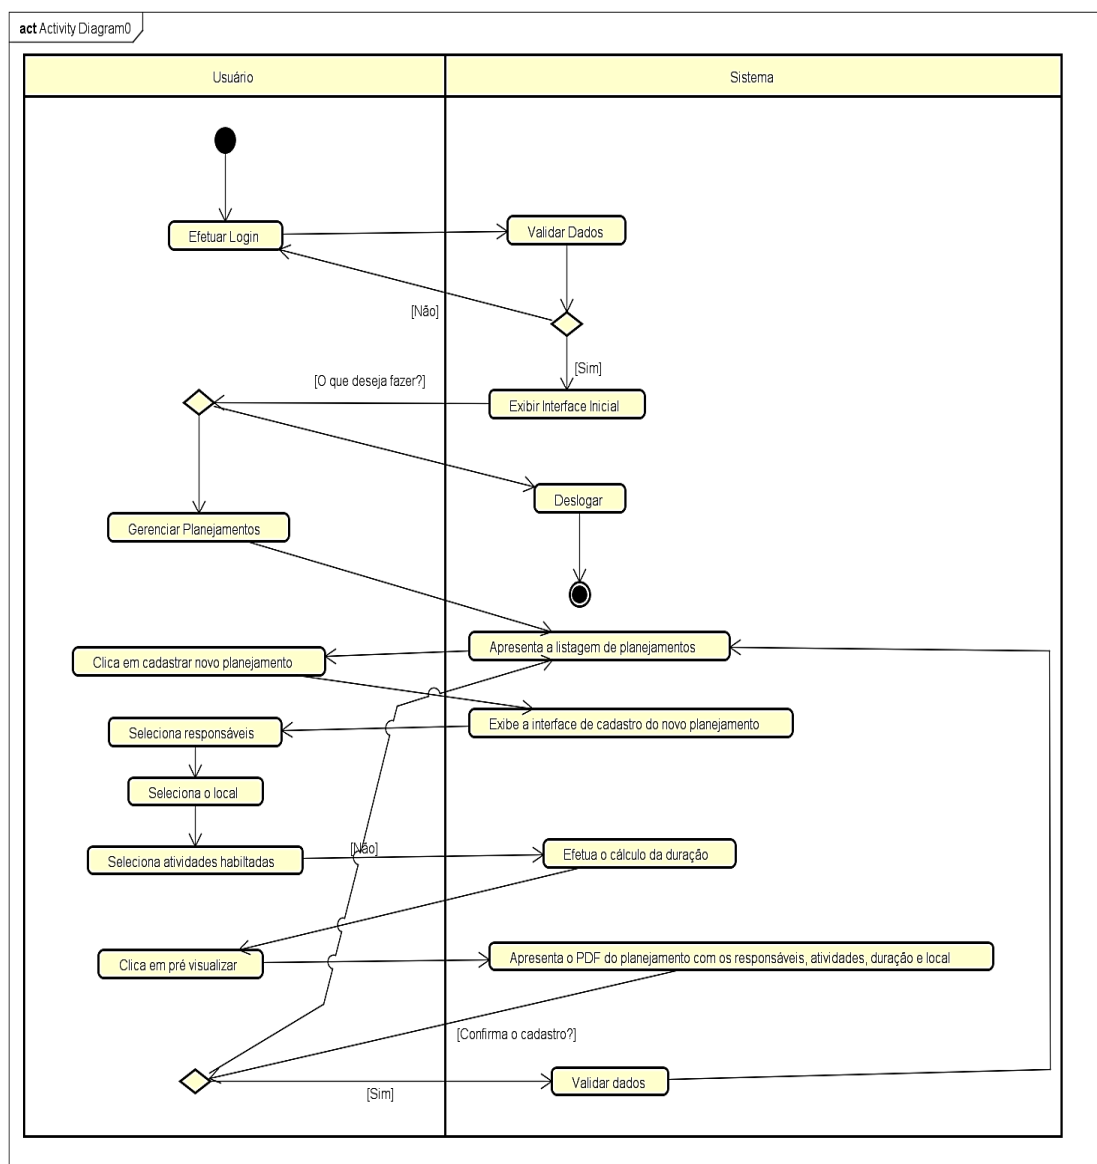 act Activity Diagram0
Usuário
Sistema
Efetuar Login
Validar Dados
[Não]
[Sim]
[O que deseja fazer?]
Exibir Interface Inicial
Deslogar
Gerenciar Planejamentos
Apresenta a listagem de planejamentos
Clica em cadastrar novo planejamento
Exibe a interface de cadastro do novo planejamento
Seleciona responsáveis
Seleciona o local
[Não]
Efetua o cálculo da duração
Seleciona atividades habiltadas
Apresenta o PDF do planejamento com os responsáveis, atividades, duração e local
Clica em pré visualizar
[Confirma o cadastro?]
Validar dados
[Sim]